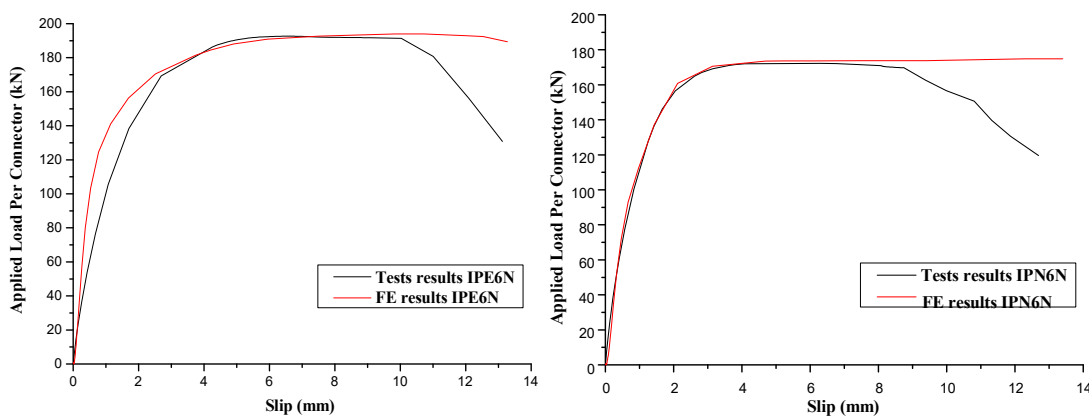 Applied Load Per Connector (kN)
200
180
160
140
120
100
80
60
40
20
0
0 2 4 6 8 10 12 14
Slip (mm)
Tests results IPE6N
FE results IPE6N
Applied Load Per Connector (kN)
200
180
160
140
120
100
80
60
40
20
0
0 2 4 6 8 10 12 14
Slip (mm)
Tests results IPN6N
FE results IPN6N